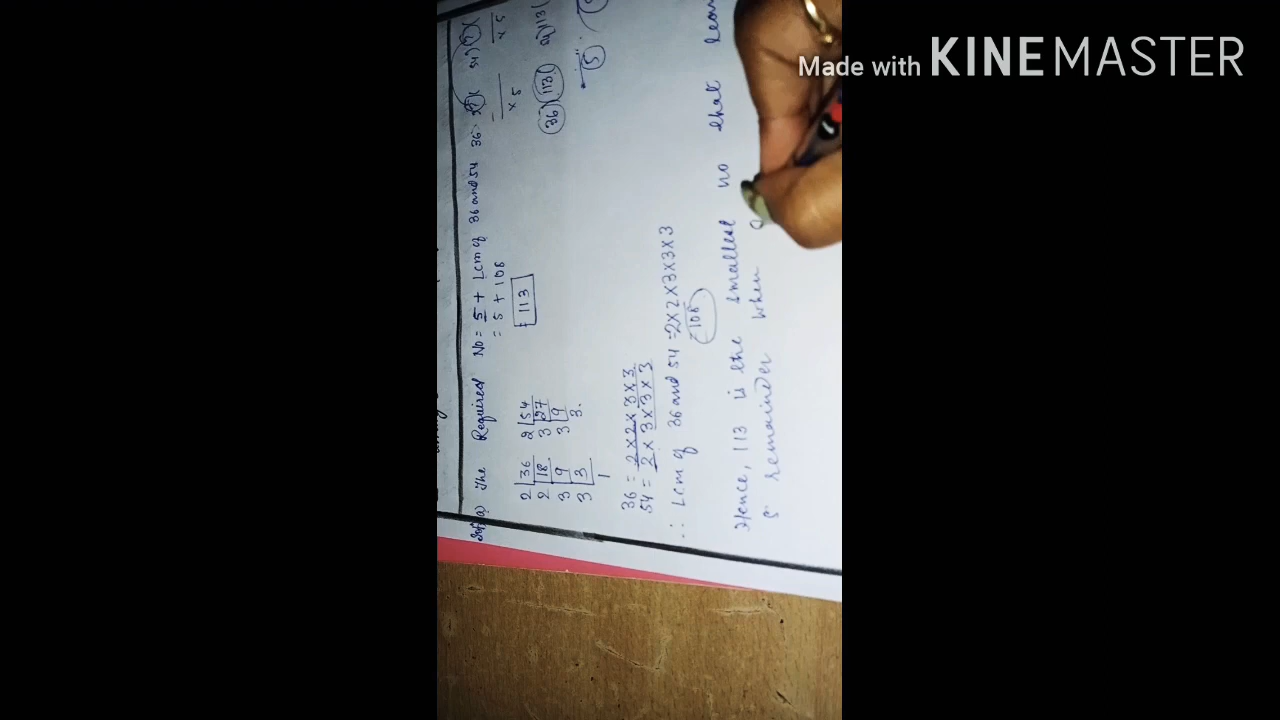 Made with KINEMASTER
The Required No = 5 + Lcm of 36 and 54
= 5 + 108
= 113
2 36 2 54
2 18 3 27
3 9 3 9
3 3 3.
1
36) 113
5
36 = 2 × 2 × 3 × 3
54 = 2 × 3 × 3 × 3
∴ Lcm of 36 and 54 = 2 × 2 × 3 × 3 × 3
= 108
Hence, 113 is the smallest no that
5 remainder when